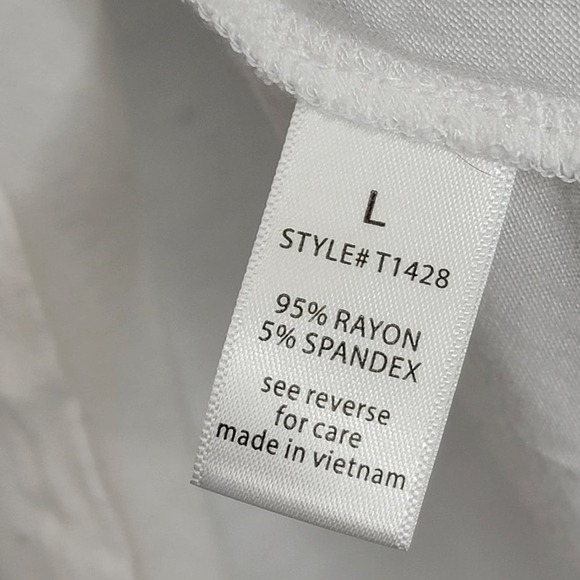 L
STYLE# T1428
95% RAYON
5% SPANDEX
see reverse
for care
made in vietnam